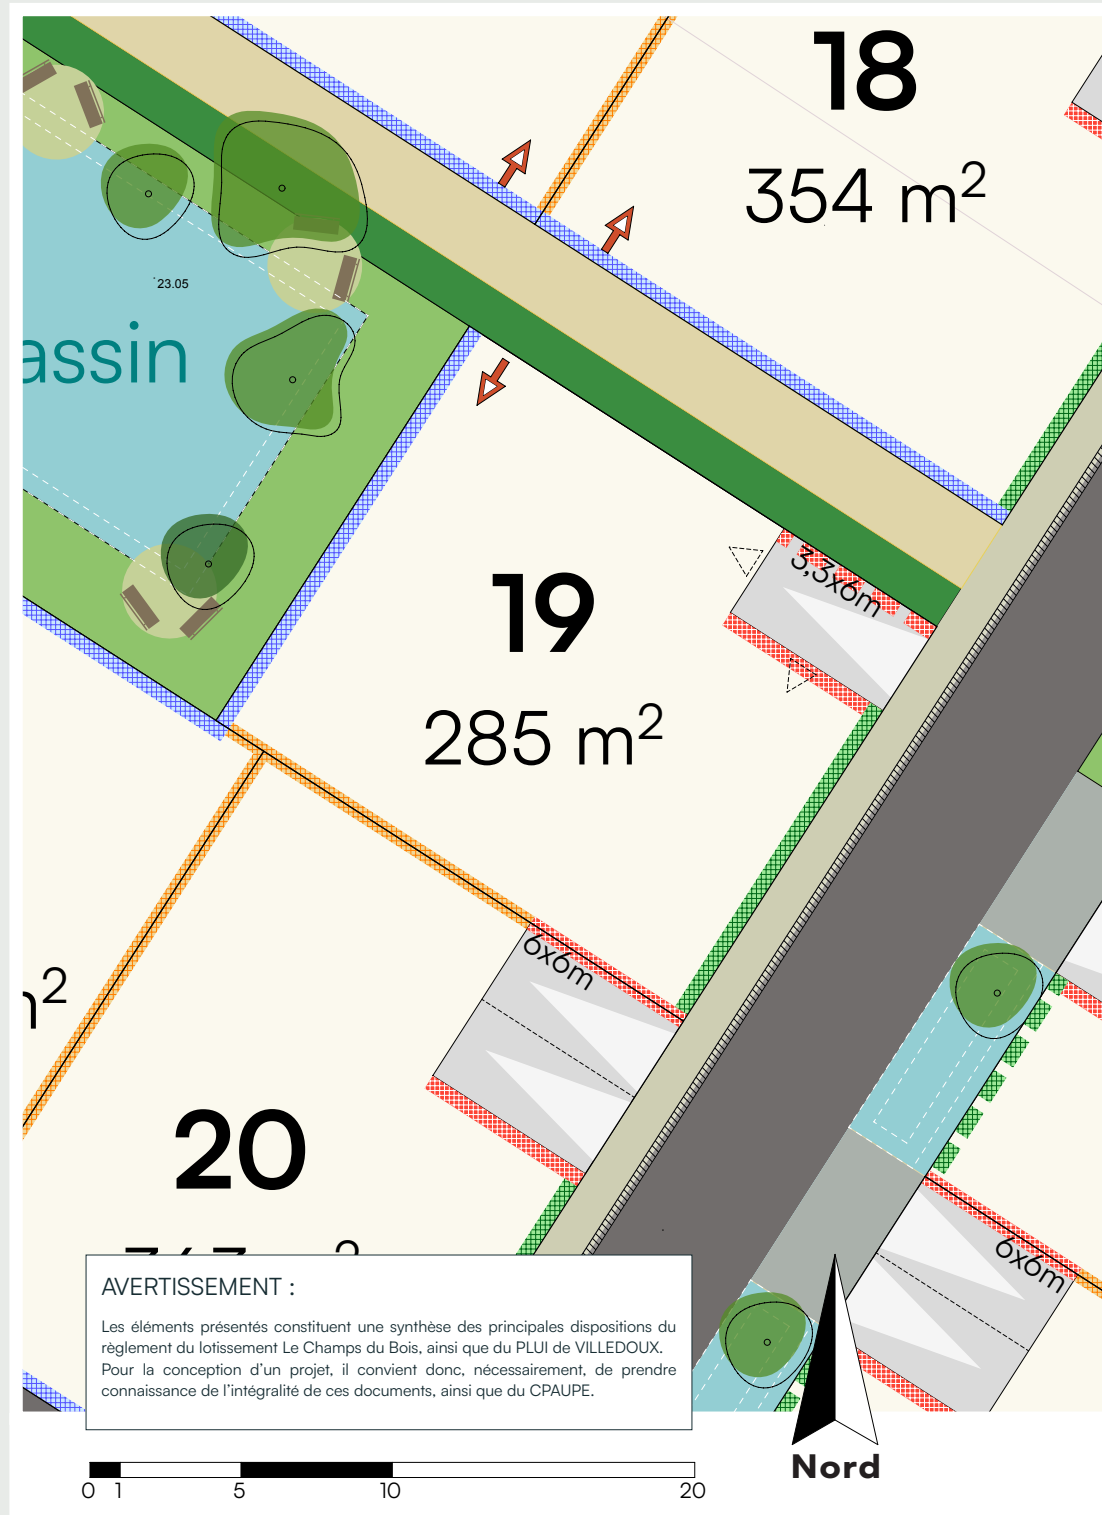 18
354 m²
23.05
assin
3,3x6m
19
285 m²
6x6m
m²
20
6x6m
AVERTISSEMENT :
Les éléments présentés constituent une synthèse des principales dispositions du
règlement du lotissement Le Champs du Bois, ainsi que du PLUI de VILLEDOUX.
Pour la conception d'un projet, il convient donc, nécessairement, de prendre
connaissance de l'intégralité de ces documents, ainsi que du CPAUPE.
Nord
0 1 5 10 20